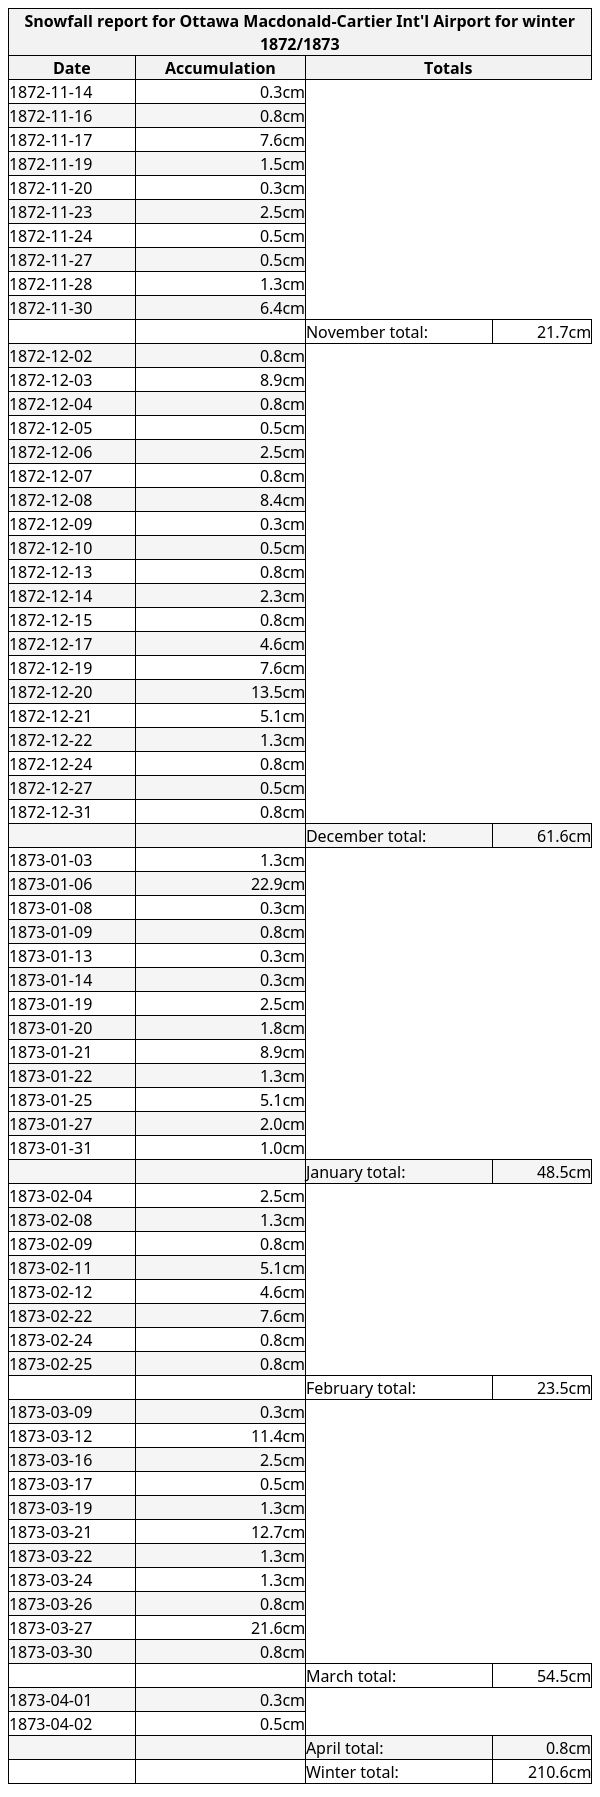 Snowfall report for Ottawa Macdonald-Cartier Int'l Airport for winter
1872/1873
Date Accumulation Totals
1872-11-14 0.3cm
1872-11-16 0.8cm
1872-11-17 7.6cm
1872-11-19 1.5cm
1872-11-20 0.3cm
1872-11-23 2.5cm
1872-11-24 0.5cm
1872-11-27 0.5cm
1872-11-28 1.3cm
1872-11-30 6.4cm
November total: 21.7cm
1872-12-02 0.8cm
1872-12-03 8.9cm
1872-12-04 0.8cm
1872-12-05 0.5cm
1872-12-06 2.5cm
1872-12-07 0.8cm
1872-12-08 8.4cm
1872-12-09 0.3cm
1872-12-10 0.5cm
1872-12-13 0.8cm
1872-12-14 2.3cm
1872-12-15 0.8cm
1872-12-17 4.6cm
1872-12-19 7.6cm
1872-12-20 13.5cm
1872-12-21 5.1cm
1872-12-22 1.3cm
1872-12-24 0.8cm
1872-12-27 0.5cm
1872-12-31 0.8cm
December total: 61.6cm
1873-01-03 1.3cm
1873-01-06 22.9cm
1873-01-08 0.3cm
1873-01-09 0.8cm
1873-01-13 0.3cm
1873-01-14 0.3cm
1873-01-19 2.5cm
1873-01-20 1.8cm
1873-01-21 8.9cm
1873-01-22 1.3cm
1873-01-25 5.1cm
1873-01-27 2.0cm
1873-01-31 1.0cm
January total: 48.5cm
1873-02-04 2.5cm
1873-02-08 1.3cm
1873-02-09 0.8cm
1873-02-11 5.1cm
1873-02-12 4.6cm
1873-02-22 7.6cm
1873-02-24 0.8cm
1873-02-25 0.8cm
February total: 23.5cm
1873-03-09 0.3cm
1873-03-12 11.4cm
1873-03-16 2.5cm
1873-03-17 0.5cm
1873-03-19 1.3cm
1873-03-21 12.7cm
1873-03-22 1.3cm
1873-03-24 1.3cm
1873-03-26 0.8cm
1873-03-27 21.6cm
1873-03-30 0.8cm
March total: 54.5cm
1873-04-01 0.3cm
1873-04-02 0.5cm
April total: 0.8cm
Winter total: 210.6cm